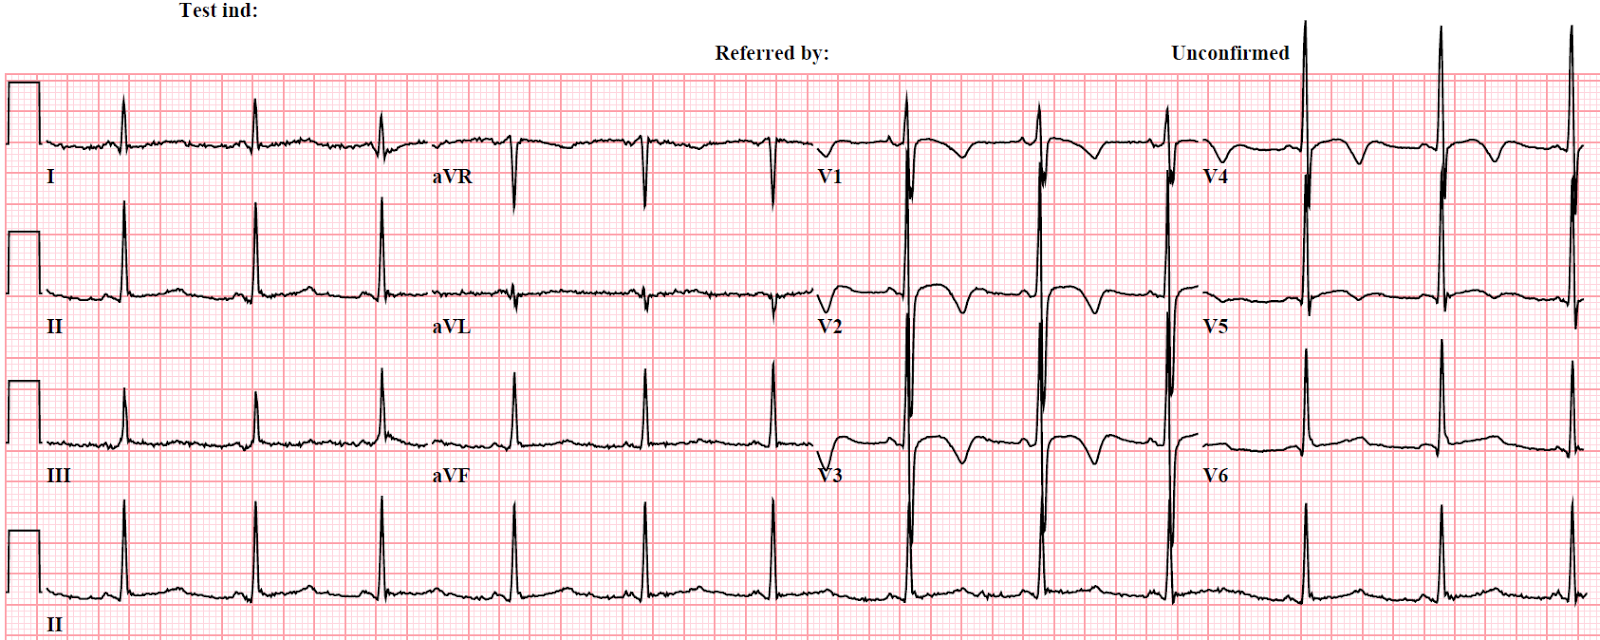 Test ind:
Referred by:
Unconfirmed
I aVR V1 V4
II aVL V2 V5
III aVF V3 V6
II